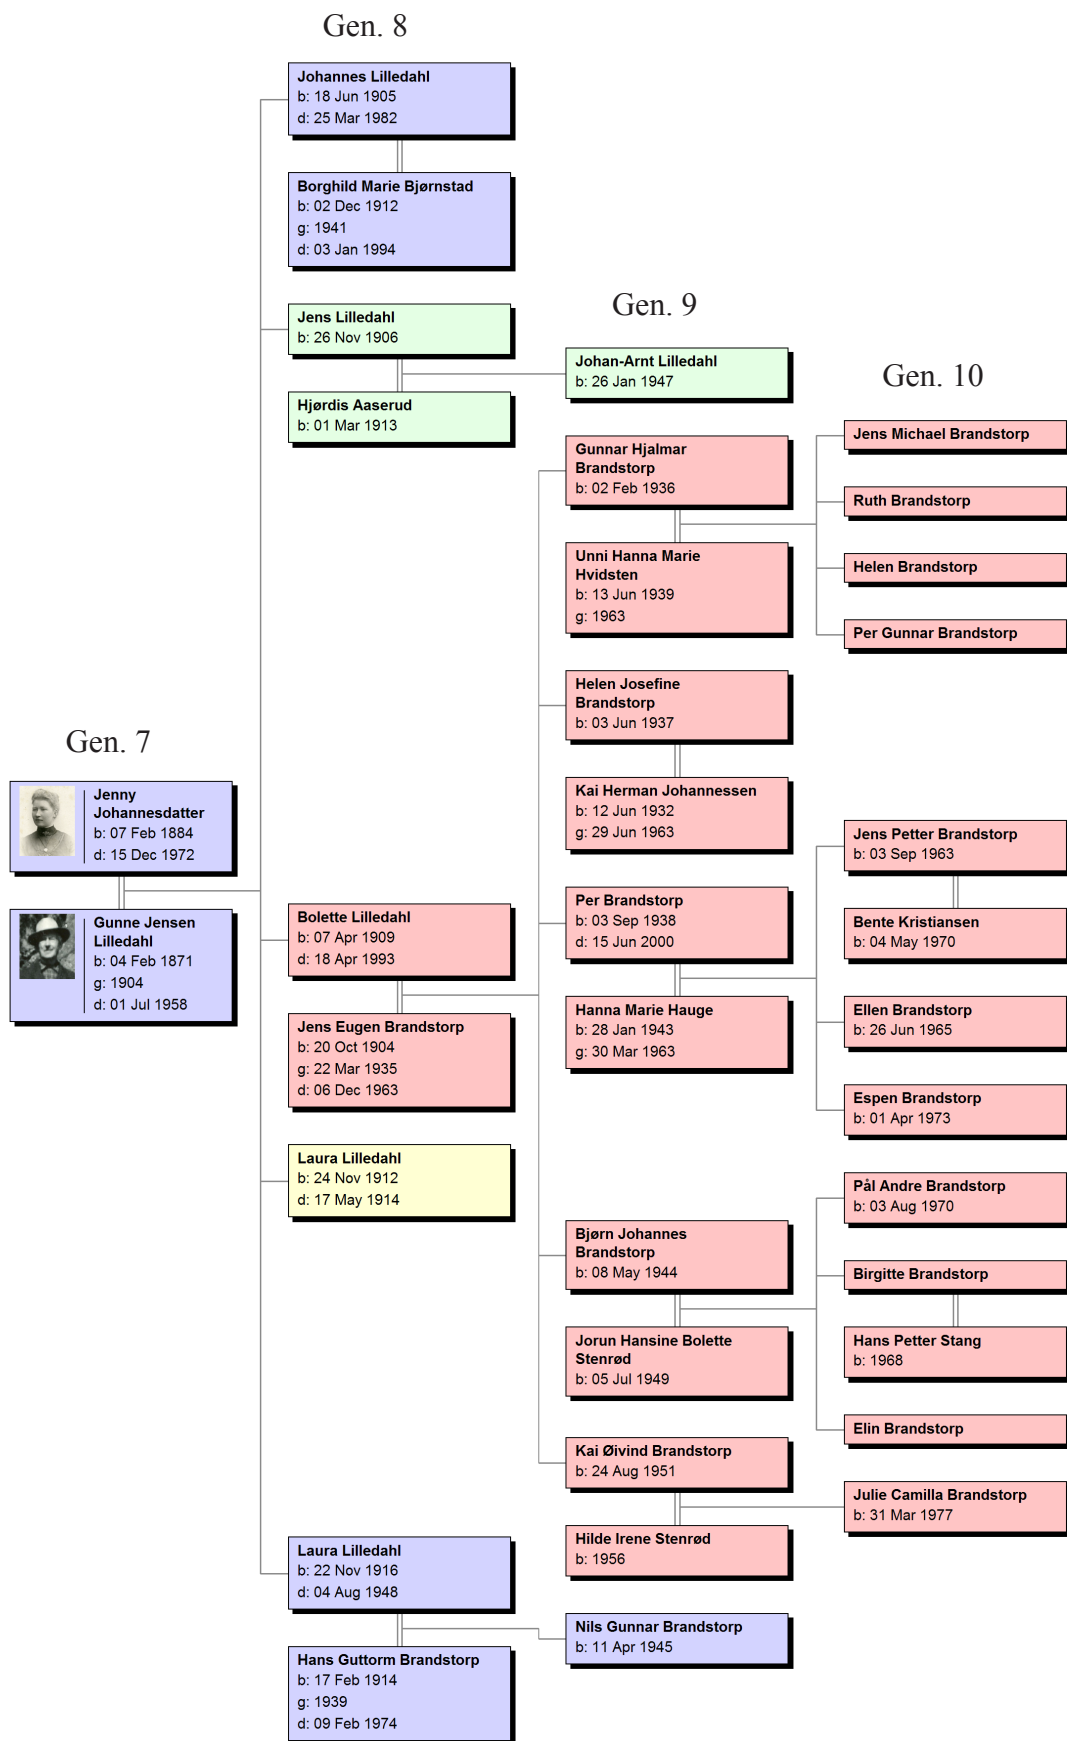 Gen. 8
Johannes Lilledahl
b: 18 Jun 1905
d: 25 Mar 1982
Borghild Marie Bjørnstad
b: 02 Dec 1912
g: 1941
d: 03 Jan 1994
Jens Lilledahl
b: 26 Nov 1906
Hjørdis Aaserud
b: 01 Mar 1913
Gen. 9
Johan-Arnt Lilledahl
b: 26 Jan 1947
Gunnar Hjalmar
Brandstorp
b: 02 Feb 1936
Unni Hanna Marie
Hvidsten
b: 13 Jun 1939
g: 1963
Gen. 10
Jens Michael Brandstorp
Ruth Brandstorp
Helen Brandstorp
Per Gunnar Brandstorp
Helen Josefine
Brandstorp
b: 03 Jun 1937
Kai Herman Johannessen
b: 12 Jun 1932
g: 29 Jun 1963
Gen. 7
Jenny
Johannesdatter
b: 07 Feb 1884
d: 15 Dec 1972
Gunne Jensen
Lilledahl
b: 04 Feb 1871
g: 1904
d: 01 Jul 1958
Bolette Lilledahl
b: 07 Apr 1909
d: 18 Apr 1993
Jens Eugen Brandstorp
b: 20 Oct 1904
g: 22 Mar 1935
d: 06 Dec 1963
Per Brandstorp
b: 03 Sep 1938
d: 15 Jun 2000
Hanna Marie Hauge
b: 28 Jan 1943
g: 30 Mar 1963
Jens Petter Brandstorp
b: 03 Sep 1963
Bente Kristiansen
b: 04 May 1970
Ellen Brandstorp
b: 26 Jun 1965
Espen Brandstorp
b: 01 Apr 1973
Laura Lilledahl
b: 24 Nov 1912
d: 17 May 1914
Bjørn Johannes
Brandstorp
b: 08 May 1944
Jorun Hansine Bolette
Stenrød
b: 05 Jul 1949
Pål Andre Brandstorp
b: 03 Aug 1970
Birgitte Brandstorp
Hans Petter Stang
b: 1968
Elin Brandstorp
Kai Øivind Brandstorp
b: 24 Aug 1951
Hilde Irene Stenrød
b: 1956
Julie Camilla Brandstorp
b: 31 Mar 1977
Laura Lilledahl
b: 22 Nov 1916
d: 04 Aug 1948
Hans Guttorm Brandstorp
b: 17 Feb 1914
g: 1939
d: 09 Feb 1974
Nils Gunnar Brandstorp
b: 11 Apr 1945